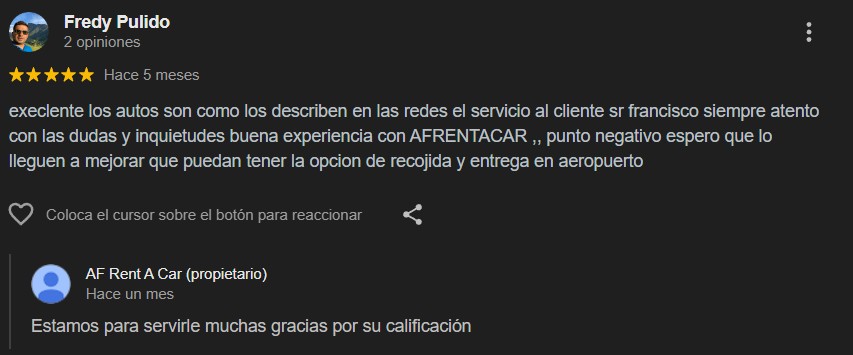 Fredy Pulido
2 opiniones
Hace 5 meses
execlente los autos son como los describen en las redes el servicio al cliente sr francisco siempre atento
con las dudas y inquietudes buena experiencia con AFRENTACAR ,, punto negativo espero que lo
lleguen a mejorar que puedan tener la opcion de recojida y entrega en aeropuerto
Coloca el cursor sobre el botón para reaccionar
AF Rent A Car (propietario)
Hace un mes
Estamos para servirle muchas gracias por su calificación